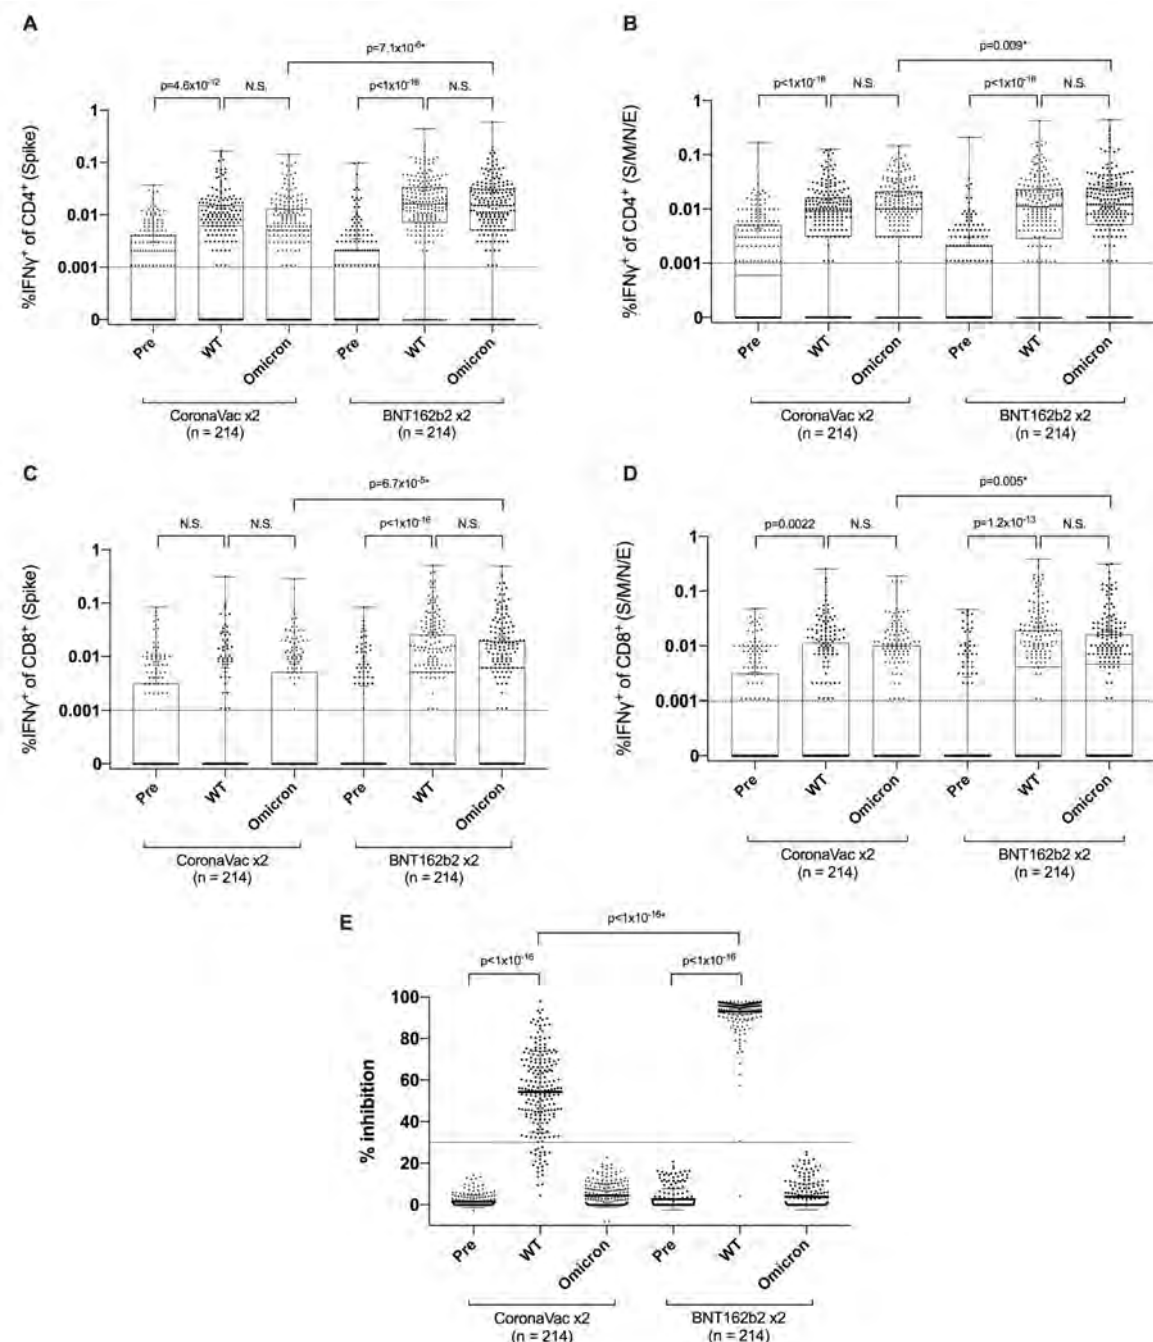 A
p=7.1x10⁻⁶*
p=4.6x10⁻¹²
N.S.
p<1x10⁻¹⁶
N.S.
%IFNγ⁺ of CD4⁺ (Spike)
1
0.1
0.01
0.001
0
Pre
WT
Omicron
Pre
WT
Omicron
CoronaVac x2
(n = 214)
BNT162b2 x2
(n = 214)
B
p=0.009*
p<1x10⁻¹⁶
N.S.
p<1x10⁻¹⁶
N.S.
%IFNγ⁺ of CD4⁺ (S/M/N/E)
1
0.1
0.01
0.001
0
Pre
WT
Omicron
Pre
WT
Omicron
CoronaVac x2
(n = 214)
BNT162b2 x2
(n = 214)
C
p=6.7x10⁻⁵*
N.S.
N.S.
p<1x10⁻¹⁶
N.S.
%IFNγ⁺ of CD8⁺ (Spike)
1
0.1
0.01
0.001
0
Pre
WT
Omicron
Pre
WT
Omicron
CoronaVac x2
(n = 214)
BNT162b2 x2
(n = 214)
D
p=0.005*
p=0.0022
N.S.
p=1.2x10⁻¹³
N.S.
%IFNγ⁺ of CD8⁺ (S/M/N/E)
1
0.1
0.01
0.001
0
Pre
WT
Omicron
Pre
WT
Omicron
CoronaVac x2
(n = 214)
BNT162b2 x2
(n = 214)
E
p<1x10⁻¹⁶*
p<1x10⁻¹⁶
p<1x10⁻¹⁶
% inhibition
100
80
60
40
20
0
Pre
WT
Omicron
Pre
WT
Omicron
CoronaVac x2
(n = 214)
BNT162b2 x2
(n = 214)